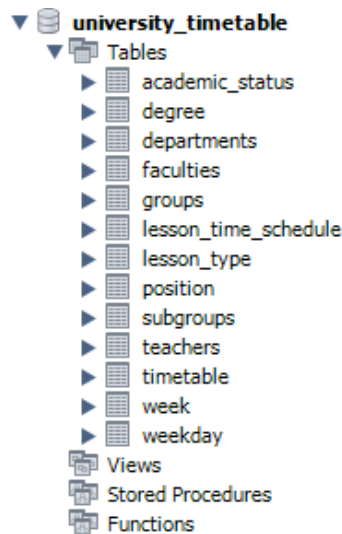 university_timetable
Tables
academic_status
degree
departments
faculties
groups
lesson_time_schedule
lesson_type
position
subgroups
teachers
timetable
week
weekday
Views
Stored Procedures
Functions